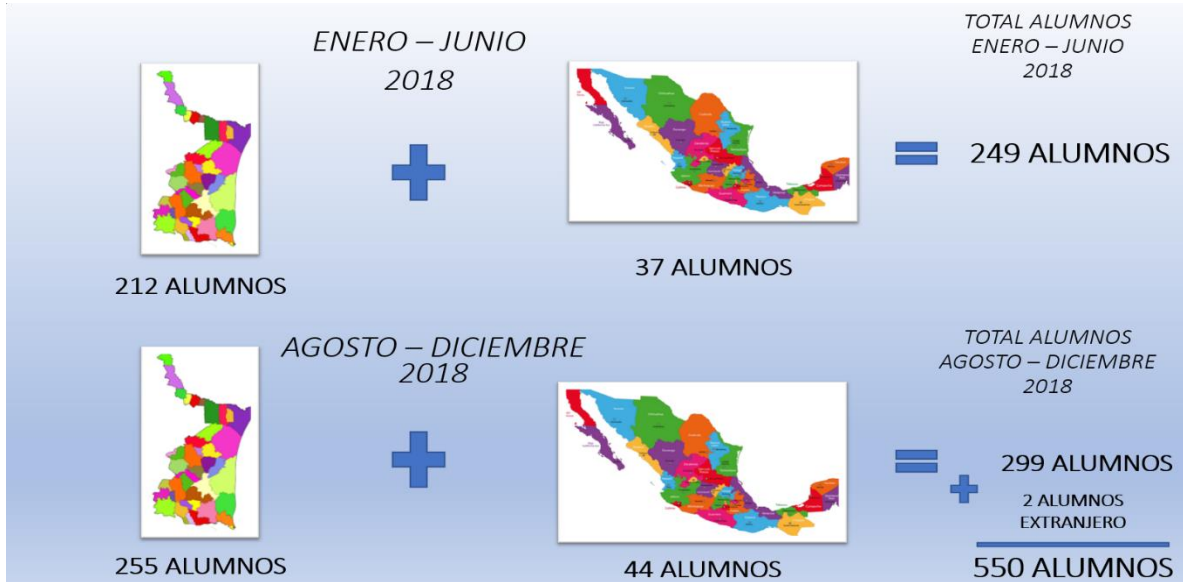 ENERO – JUNIO
2018
TOTAL ALUMNOS
ENERO – JUNIO
2018
212 ALUMNOS
37 ALUMNOS
249 ALUMNOS
AGOSTO – DICIEMBRE
2018
TOTAL ALUMNOS
AGOSTO – DICIEMBRE
2018
255 ALUMNOS
44 ALUMNOS
299 ALUMNOS
2 ALUMNOS
EXTRANJERO
550 ALUMNOS